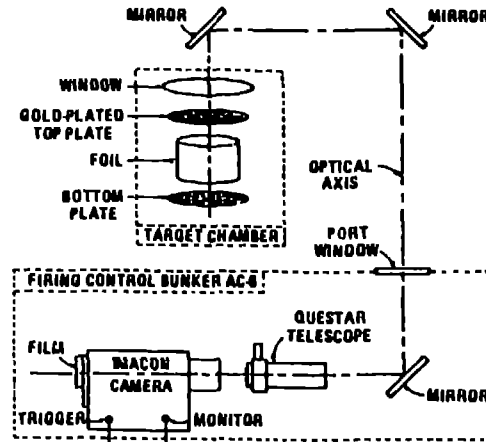 MIRROR
MIRROR
WINDOW
GOLD-PLATED
TOP PLATE
FOIL
BOTTOM
PLATE
TARGET CHAMBER
OPTICAL
AXIS
PORT
WINDOW
FIRING CONTROL BUNKER AC-6
QUESTAR
TELESCOPE
FILM
IMACON
CAMERA
MIRROR
TRIGGER
MONITOR